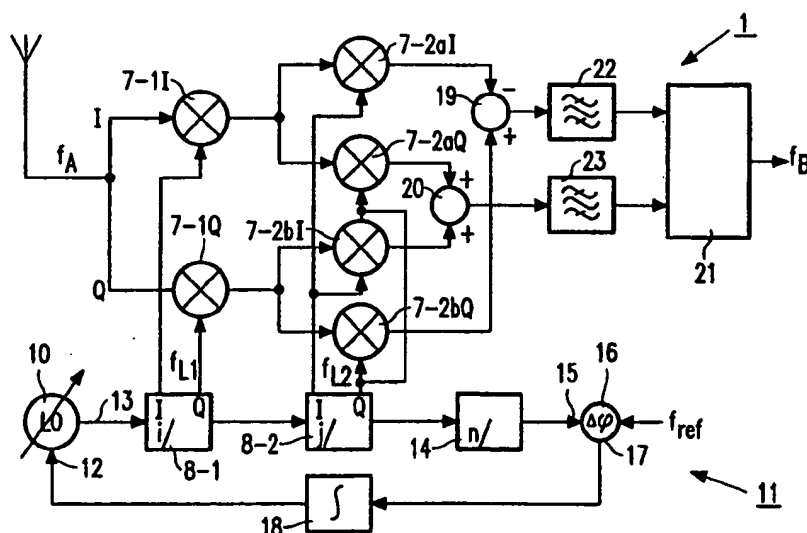 7-2aI
1
7-1I
22
19
−
+
I
7-2aQ
f_A
23
f_B
+
20
+
7-2bI
7-1Q
21
Q
7-2bQ
10
f_L1
f_L2
16
15
LO
13
I Q
i/
I Q
j/
n/
Δφ
f_ref
12
8-1
8-2
14
17
∫
11
18